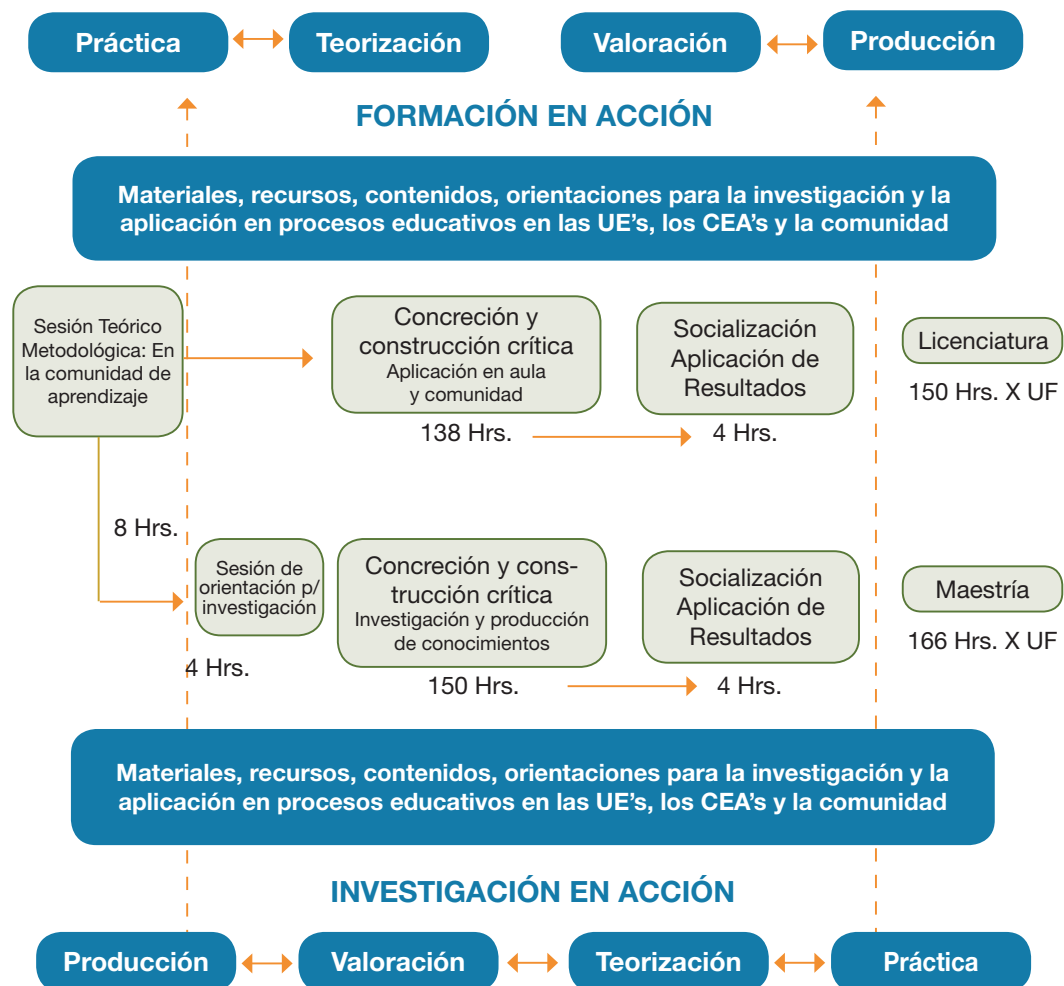 Práctica
Teorización
Valoración
Producción
FORMACIÓN EN ACCIÓN
Materiales, recursos, contenidos, orientaciones para la investigación y la
aplicación en procesos educativos en las UE’s, los CEA’s y la comunidad
Sesión Teórico
Metodológica: En
la comunidad de
aprendizaje
Concreción y
construcción crítica
Aplicación en aula
y comunidad
138 Hrs.
Socialización
Aplicación de
Resultados
4 Hrs.
Licenciatura
150 Hrs. X UF
8 Hrs.
Sesión de
orientación p/
investigación
4 Hrs.
Concreción y cons-
trucción crítica
Investigación y producción
de conocimientos
150 Hrs.
Socialización
Aplicación de
Resultados
4 Hrs.
Maestría
166 Hrs. X UF
Materiales, recursos, contenidos, orientaciones para la investigación y la
aplicación en procesos educativos en las UE’s, los CEA’s y la comunidad
INVESTIGACIÓN EN ACCIÓN
Producción
Valoración
Teorización
Práctica